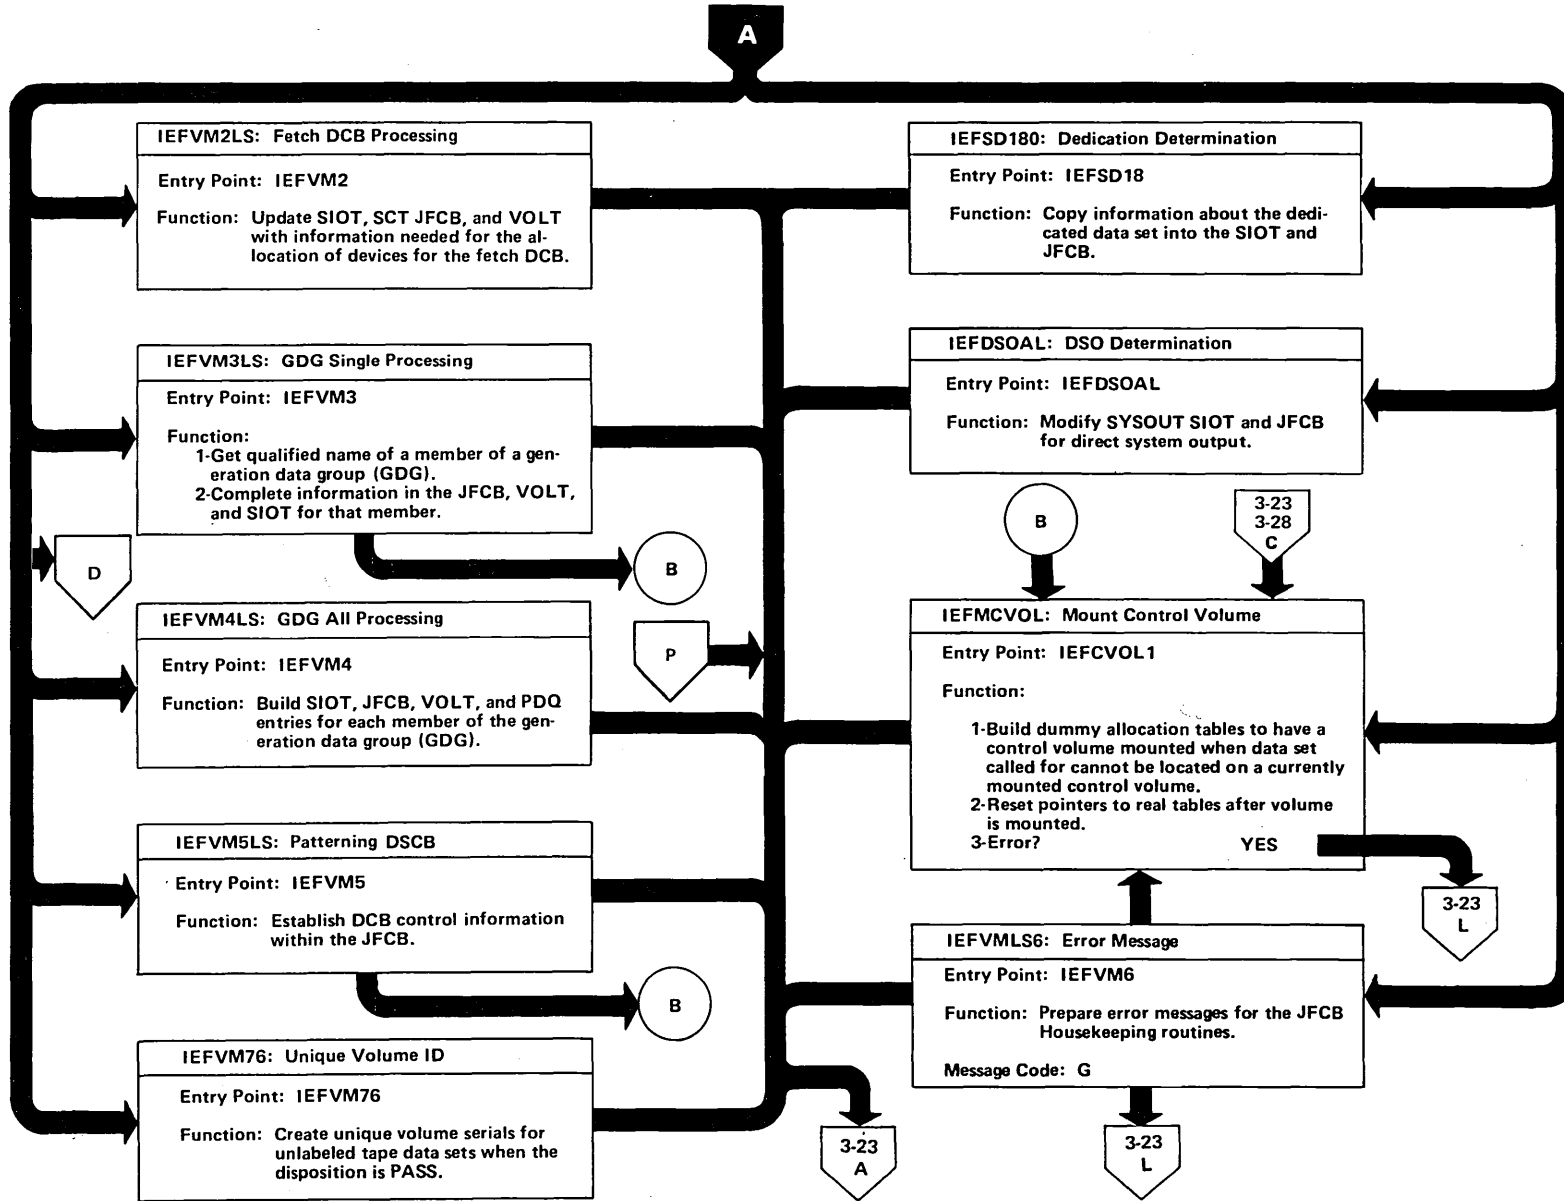 A
IEFVM2LS: Fetch DCB Processing
Entry Point: IEFVM2
Function: Update SIOT, SCT JFCB, and VOLT
with information needed for the al-
location of devices for the fetch DCB.
IEFVM3LS: GDG Single Processing
Entry Point: IEFVM3
Function:
1-Get qualified name of a member of a gen-
eration data group (GDG).
2-Complete information in the JFCB, VOLT,
and SIOT for that member.
D
B
IEFVM4LS: GDG All Processing
Entry Point: IEFVM4
Function: Build SIOT, JFCB, VOLT, and PDQ
entries for each member of the gen-
eration data group (GDG).
P
IEFVM5LS: Patterning DSCB
Entry Point: IEFVM5
Function: Establish DCB control information
within the JFCB.
B
IEFVM76: Unique Volume ID
Entry Point: IEFVM76
Function: Create unique volume serials for
unlabeled tape data sets when the
disposition is PASS.
IEFSD180: Dedication Determination
Entry Point: IEFSD18
Function: Copy information about the dedi-
cated data set into the SIOT and
JFCB.
IEFDSOAL: DSO Determination
Entry Point: IEFDSOAL
Function: Modify SYSOUT SIOT and JFCB
for direct system output.
B
3-23
3-28
C
IEFMCVOL: Mount Control Volume
Entry Point: IEFCVOL1
Function:
1-Build dummy allocation tables to have a
control volume mounted when data set
called for cannot be located on a currently
mounted control volume.
2-Reset pointers to real tables after volume
is mounted.
3-Error? YES
3-23
L
IEFVMLS6: Error Message
Entry Point: IEFVM6
Function: Prepare error messages for the JFCB
Housekeeping routines.
Message Code: G
3-23
A
3-23
L